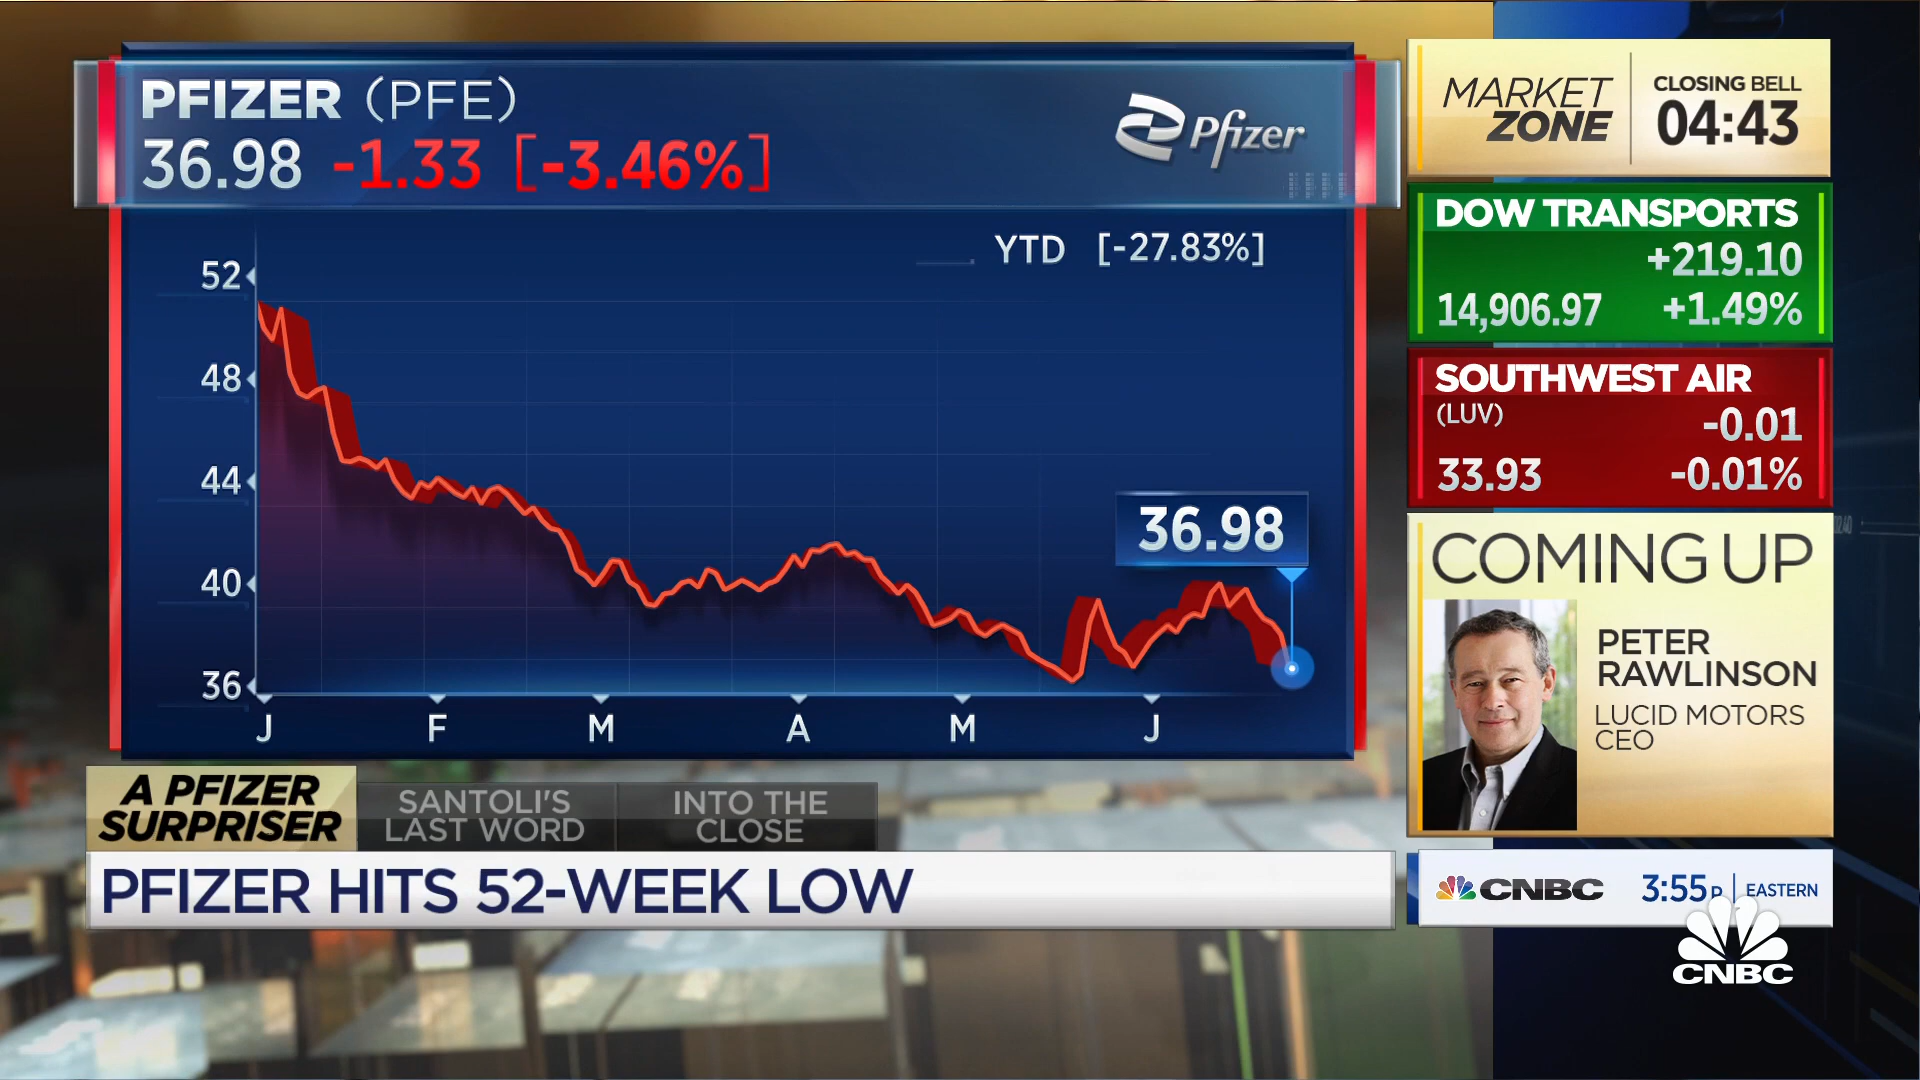 PFIZER (PFE)
36.98 -1.33 [-3.46%]
Pfizer
YTD [-27.83%]
52
48
44
40
36
36.98
J F M A M J
A PFIZER
SURPRISER
SANTOLI'S
LAST WORD
INTO THE
CLOSE
PFIZER HITS 52-WEEK LOW
MARKET
ZONE
CLOSING BELL
04:43
DOW TRANSPORTS
+219.10
14,906.97 +1.49%
SOUTHWEST AIR
(LUV) -0.01
33.93 -0.01%
COMING UP
PETER
RAWLINSON
LUCID MOTORS
CEO
CNBC 3:55P EASTERN
CNBC